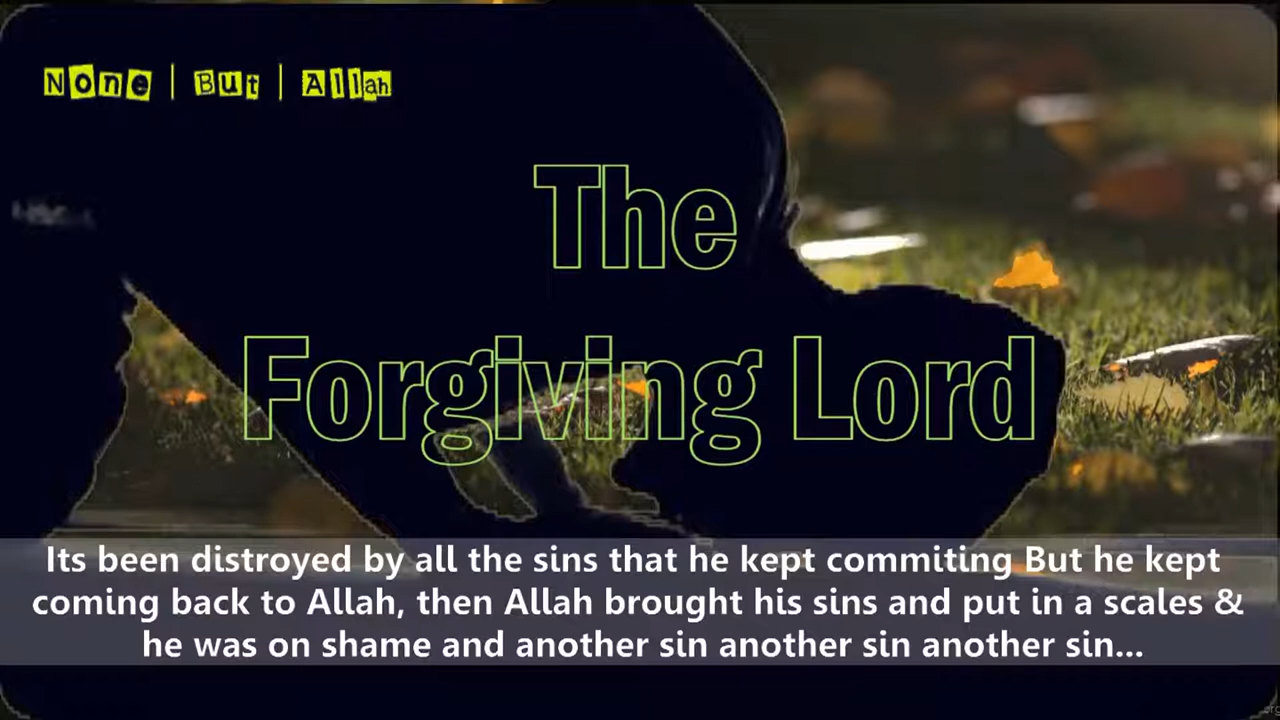 None | But | Allah
The
Forgiving Lord
Its been distroyed by all the sins that he kept commiting But he kept
coming back to Allah, then Allah brought his sins and put in a scales &
he was on shame and another sin another sin another sin...